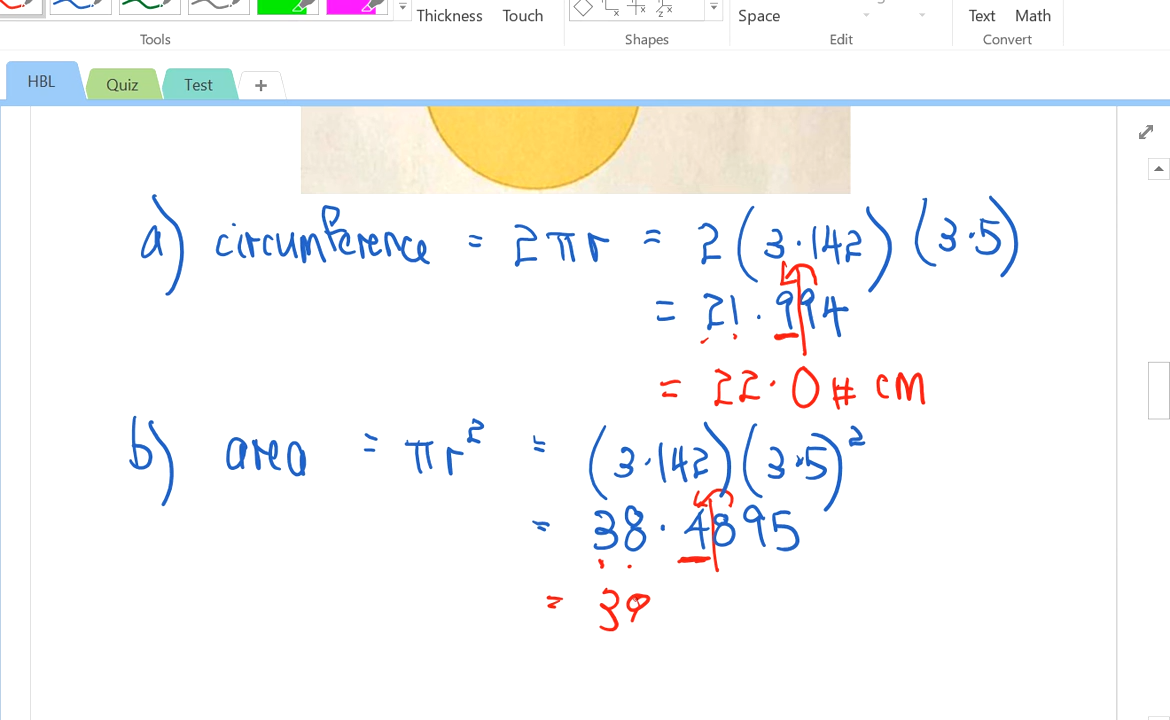 Thickness Touch Space Text Math
Tools Shapes Edit Convert
HBL Quiz Test +
a) circumference = 2πr = 2(3.142)(3.5)
= 21.994
= 22.0 # cm
b) area = πr² = (3.142)(3.5)²
= 38.4895
= 38